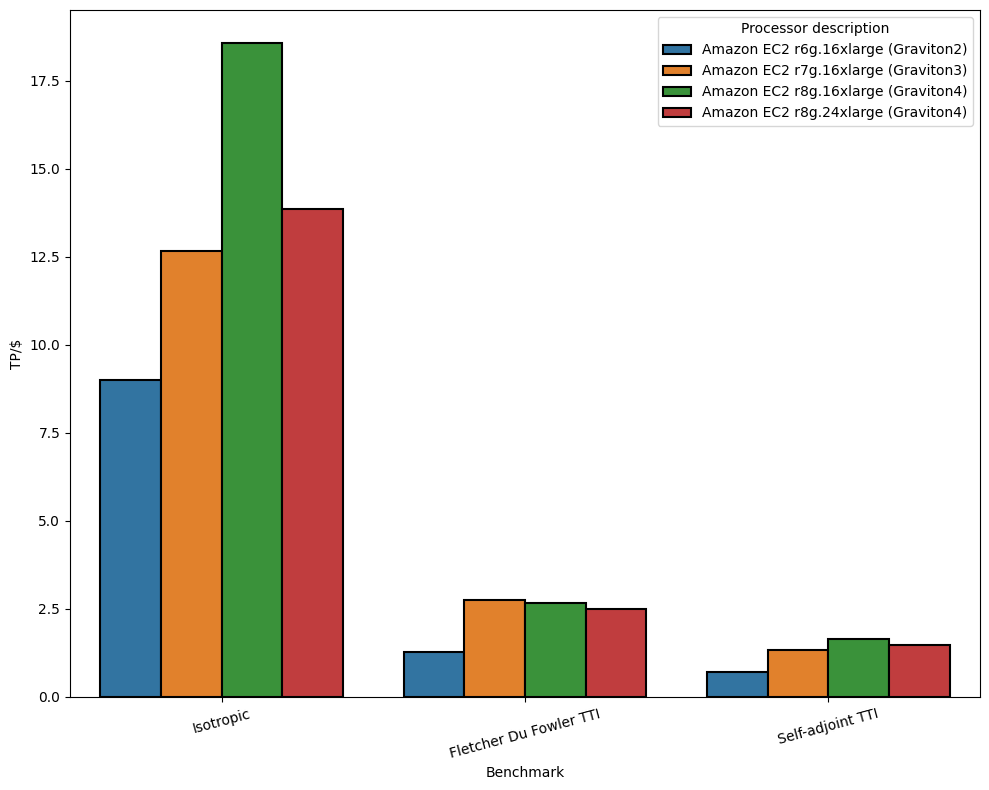 Processor description
Amazon EC2 r6g.16xlarge (Graviton2)
Amazon EC2 r7g.16xlarge (Graviton3)
Amazon EC2 r8g.16xlarge (Graviton4)
Amazon EC2 r8g.24xlarge (Graviton4)
TP/$
17.5
15.0
12.5
10.0
7.5
5.0
2.5
0.0
Isotropic
Fletcher Du Fowler TTI
Self-adjoint TTI
Benchmark